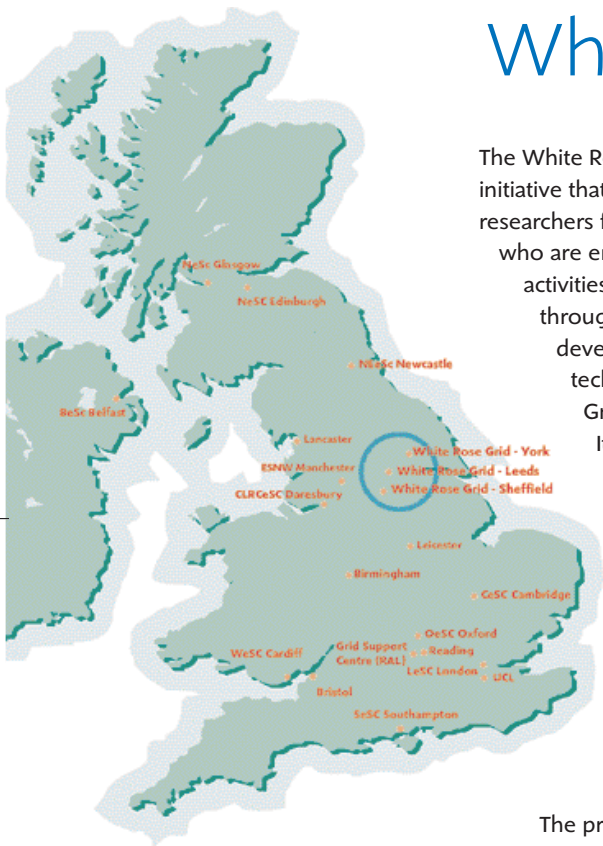 Wh
The White R
initiative that
researchers f
who are en
activities
throug
deve
tech
Gr
I
NeSc Glasgow
NeSC Edinburgh
NEeSc Newcastle
BeSc Belfast
Lancaster
White Rose Grid - York
ESNW Manchester
White Rose Grid - Leeds
CLRCeSC Daresbury
White Rose Grid - Sheffield
Leicester
Birmingham
CeSC Cambridge
OeSC Oxford
WeSC Cardiff
Grid Support
Centre (RAL)
Reading
LeSC London
UCL
Bristol
SeSC Southampton
The pr